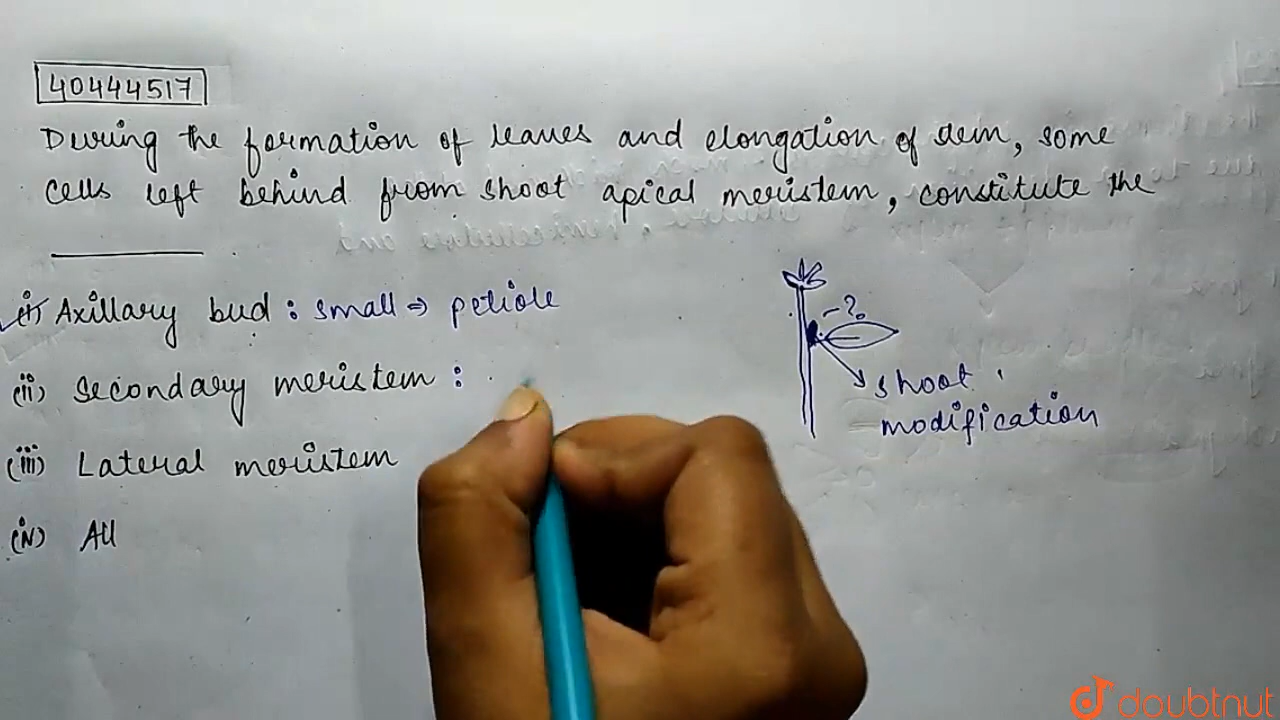 40444517
During the formation of leaves and elongation of stem, some
cells left behind from shoot apical meristem, constitute the
(i) Axillary bud : small ⇒ petiole
(ii) Secondary meristem :
(iii) Lateral meristem
(iv) All
?
shoot
modification
doubtnut